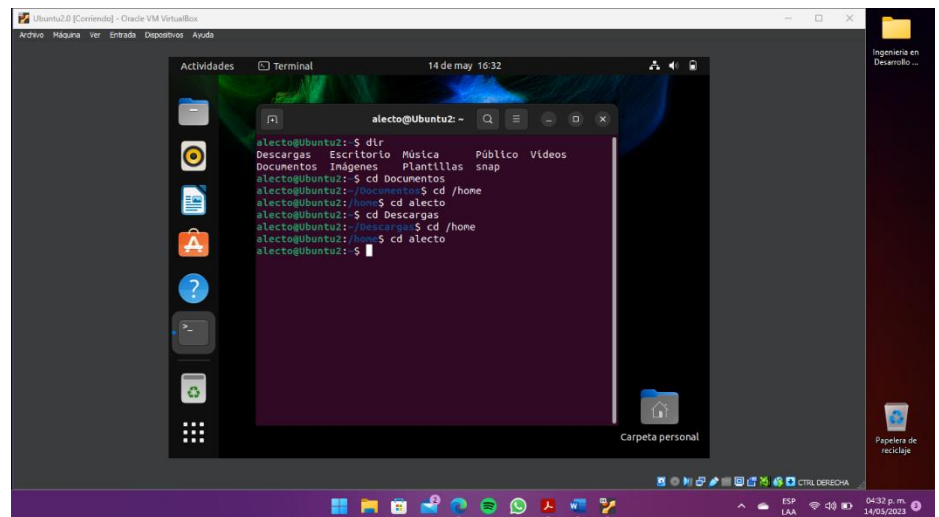 Ubuntu2.0 [Corriendo] - Oracle VM VirtualBox
Archivo Máquina Ver Entrada Dispositivos Ayuda
Ingenieria en
Desarrollo ...
Actividades Terminal 14 de may 16:32
alecto@Ubuntu2: ~
alecto@Ubuntu2:~$ dir
Descargas Escritorio Música Público Vídeos
Documentos Imágenes Plantillas snap
alecto@Ubuntu2:~$ cd Documentos
alecto@Ubuntu2:~/Documentos$ cd /home
alecto@Ubuntu2:/home$ cd alecto
alecto@Ubuntu2:~$ cd Descargas
alecto@Ubuntu2:~/Descargas$ cd /home
alecto@Ubuntu2:/home$ cd alecto
alecto@Ubuntu2:~$
Carpeta personal
Papelera de
reciclaje
CTRL DERECHA
ESP
LAA
04:32 p. m.
14/05/2023